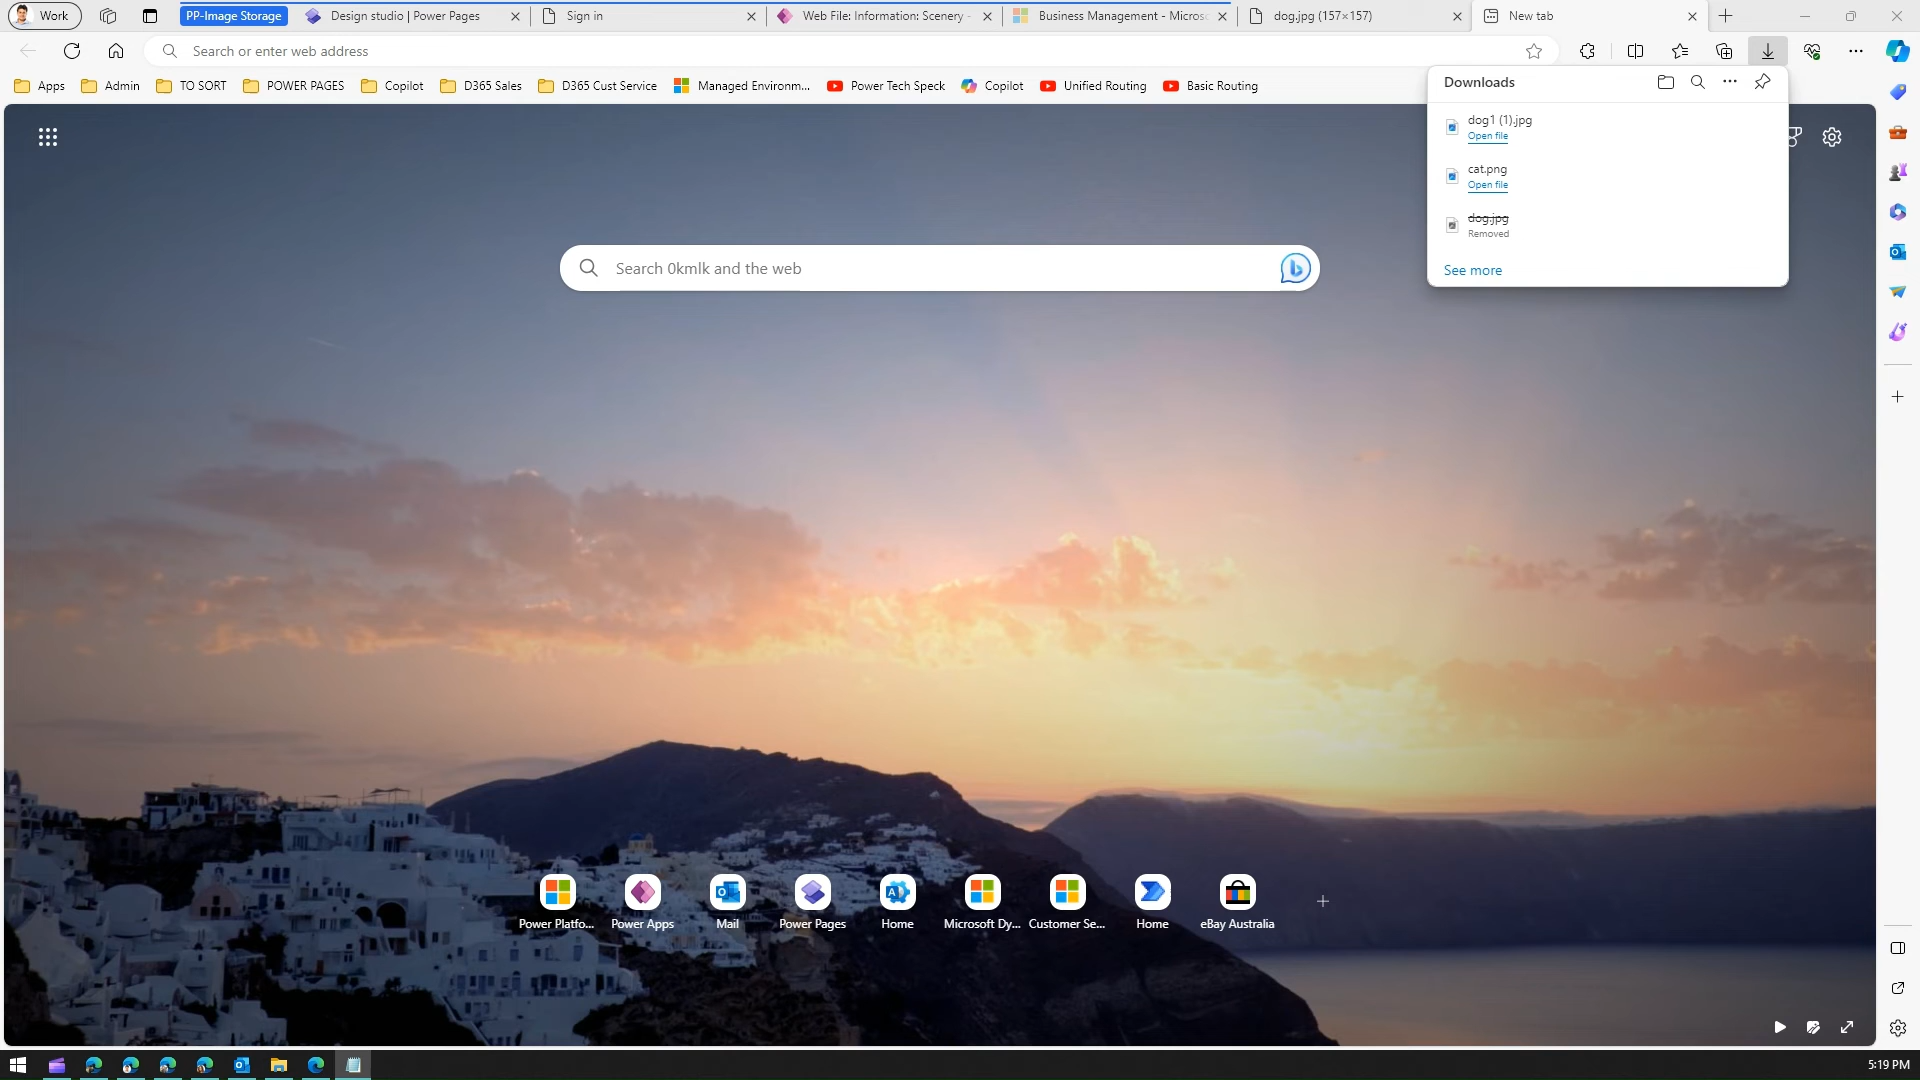 Work
PP-Image Storage
Design studio | Power Pages
Sign in
Web File: Information: Scenery -
Business Management - Micros
dog.jpg (157×157)
New tab
Search or enter web address
Apps
Admin
TO SORT
POWER PAGES
Copilot
D365 Sales
D365 Cust Service
Managed Environm...
Power Tech Speck
Copilot
Unified Routing
Basic Routing
Downloads
dog1 (1).jpg
Open file
cat.png
Open file
dog.jpg
Removed
See more
Search 0kmlk and the web
Power Platfo...
Power Apps
Mail
Power Pages
Home
Microsoft Dy...
Customer Se...
Home
eBay Australia
5:19 PM